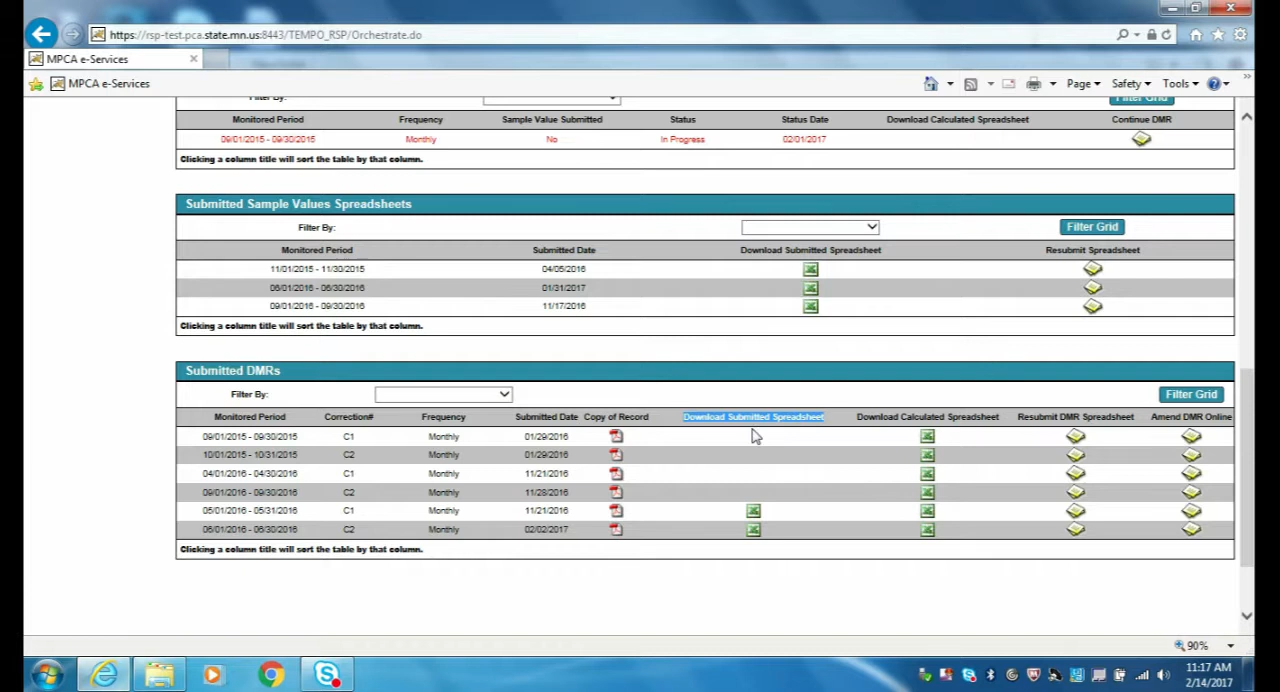 https://rsp-test.pca.state.mn.us:8443/TEMPO_RSP/Orchestrate.do
MPCA e-Services
MPCA e-Services Page Safety Tools
Filter By: Filter Grid
Monitored Period Frequency Sample Value Submitted Status Status Date Download Calculated Spreadsheet Continue DMR
09/01/2015 - 09/30/2015 Monthly No In Progress 02/01/2017
Clicking a column title will sort the table by that column.
Submitted Sample Values Spreadsheets
Filter By: Filter Grid
Monitored Period Submitted Date Download Submitted Spreadsheet Resubmit Spreadsheet
11/01/2015 - 11/30/2015 04/05/2016
06/01/2016 - 06/30/2016 01/31/2017
09/01/2016 - 09/30/2016 11/17/2016
Clicking a column title will sort the table by that column.
Submitted DMRs
Filter By: Filter Grid
Monitored Period Correction# Frequency Submitted Date Copy of Record Download Submitted Spreadsheet Download Calculated Spreadsheet Resubmit DMR Spreadsheet Amend DMR Online
09/01/2015 - 09/30/2015 C1 Monthly 01/29/2016
10/01/2015 - 10/31/2015 C2 Monthly 01/29/2016
04/01/2016 - 04/30/2016 C1 Monthly 11/21/2016
09/01/2016 - 09/30/2016 C2 Monthly 11/28/2016
05/01/2016 - 05/31/2016 C1 Monthly 11/21/2016
06/01/2016 - 06/30/2016 C2 Monthly 02/02/2017
Clicking a column title will sort the table by that column.
90%
11:17 AM
2/14/2017